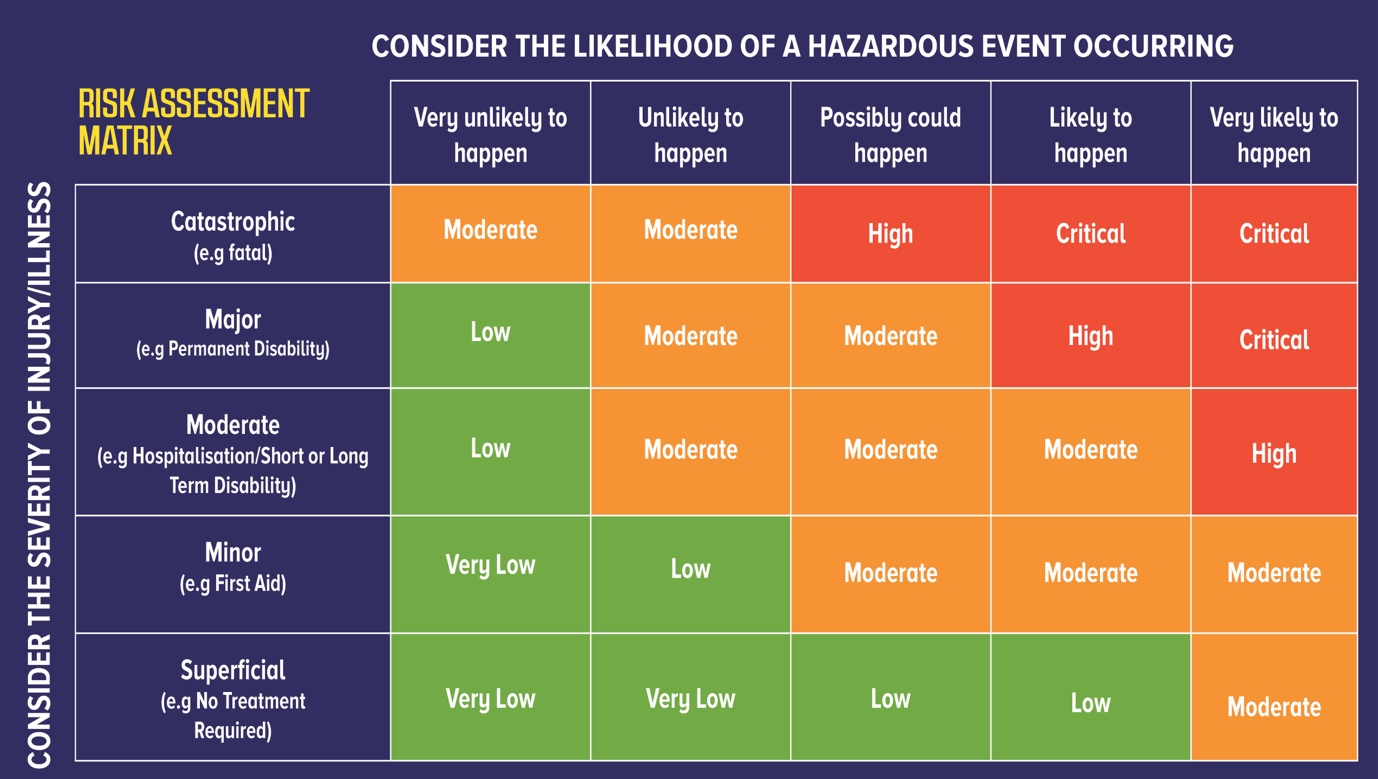 CONSIDER THE LIKELIHOOD OF A HAZARDOUS EVENT OCCURRING
RISK ASSESSMENT
MATRIX
Very unlikely to
happen
Unlikely to
happen
Possibly could
happen
Likely to
happen
Very likely to
happen
CONSIDER THE SEVERITY OF INJURY/ILLNESS
Catastrophic
(e.g fatal)
Moderate
Moderate
High
Critical
Critical
Major
(e.g Permanent Disability)
Low
Moderate
Moderate
High
Critical
Moderate
(e.g Hospitalisation/Short or Long
Term Disability)
Low
Moderate
Moderate
Moderate
High
Minor
(e.g First Aid)
Very Low
Low
Moderate
Moderate
Moderate
Superficial
(e.g No Treatment
Required)
Very Low
Very Low
Low
Low
Moderate